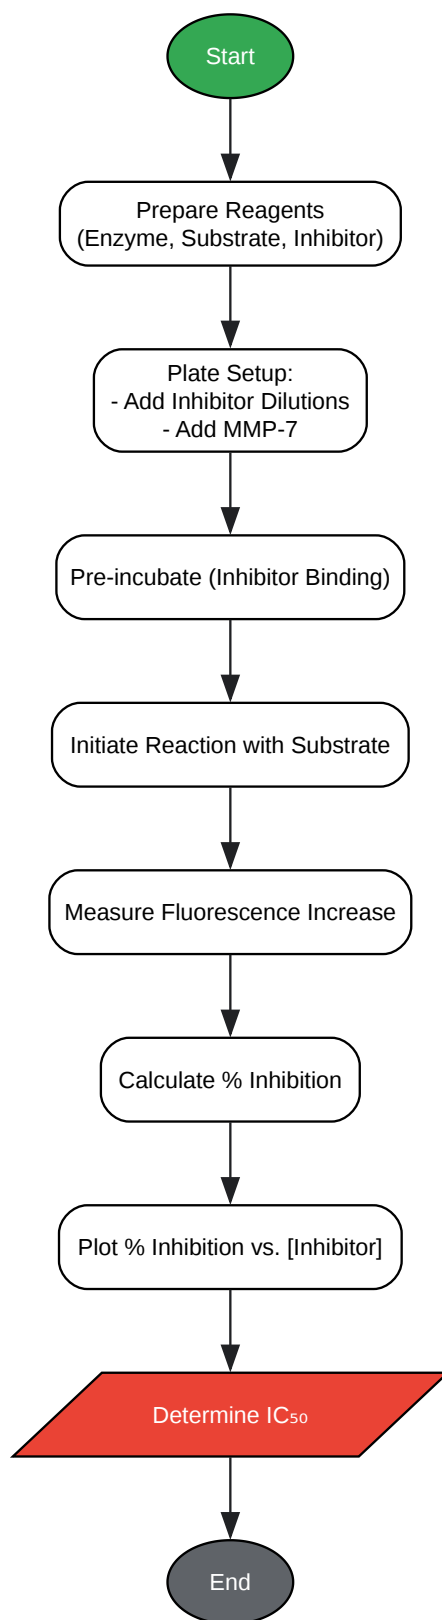 Start
Prepare Reagents
(Enzyme, Substrate, Inhibitor)
Plate Setup:
- Add Inhibitor Dilutions
- Add MMP-7
Pre-incubate (Inhibitor Binding)
Initiate Reaction with Substrate
Measure Fluorescence Increase
Calculate % Inhibition
Plot % Inhibition vs. [Inhibitor]
Determine IC₅₀
End